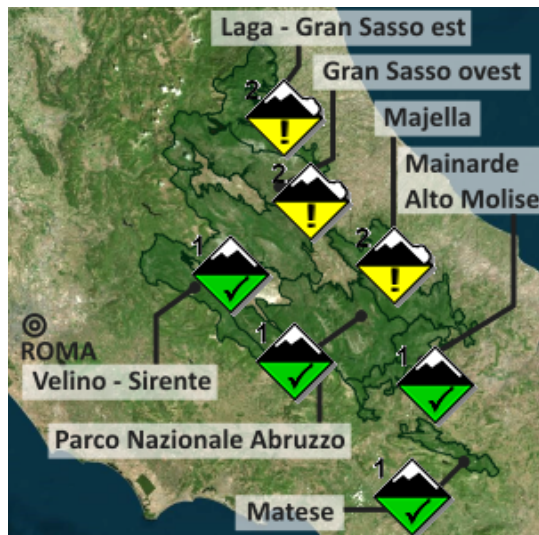 Laga - Gran Sasso est
Gran Sasso ovest
Majella
Mainarde
Alto Molise
2
!
2
!
2
!
1
1
1
ROMA
Velino - Sirente
Parco Nazionale Abruzzo
1
Matese